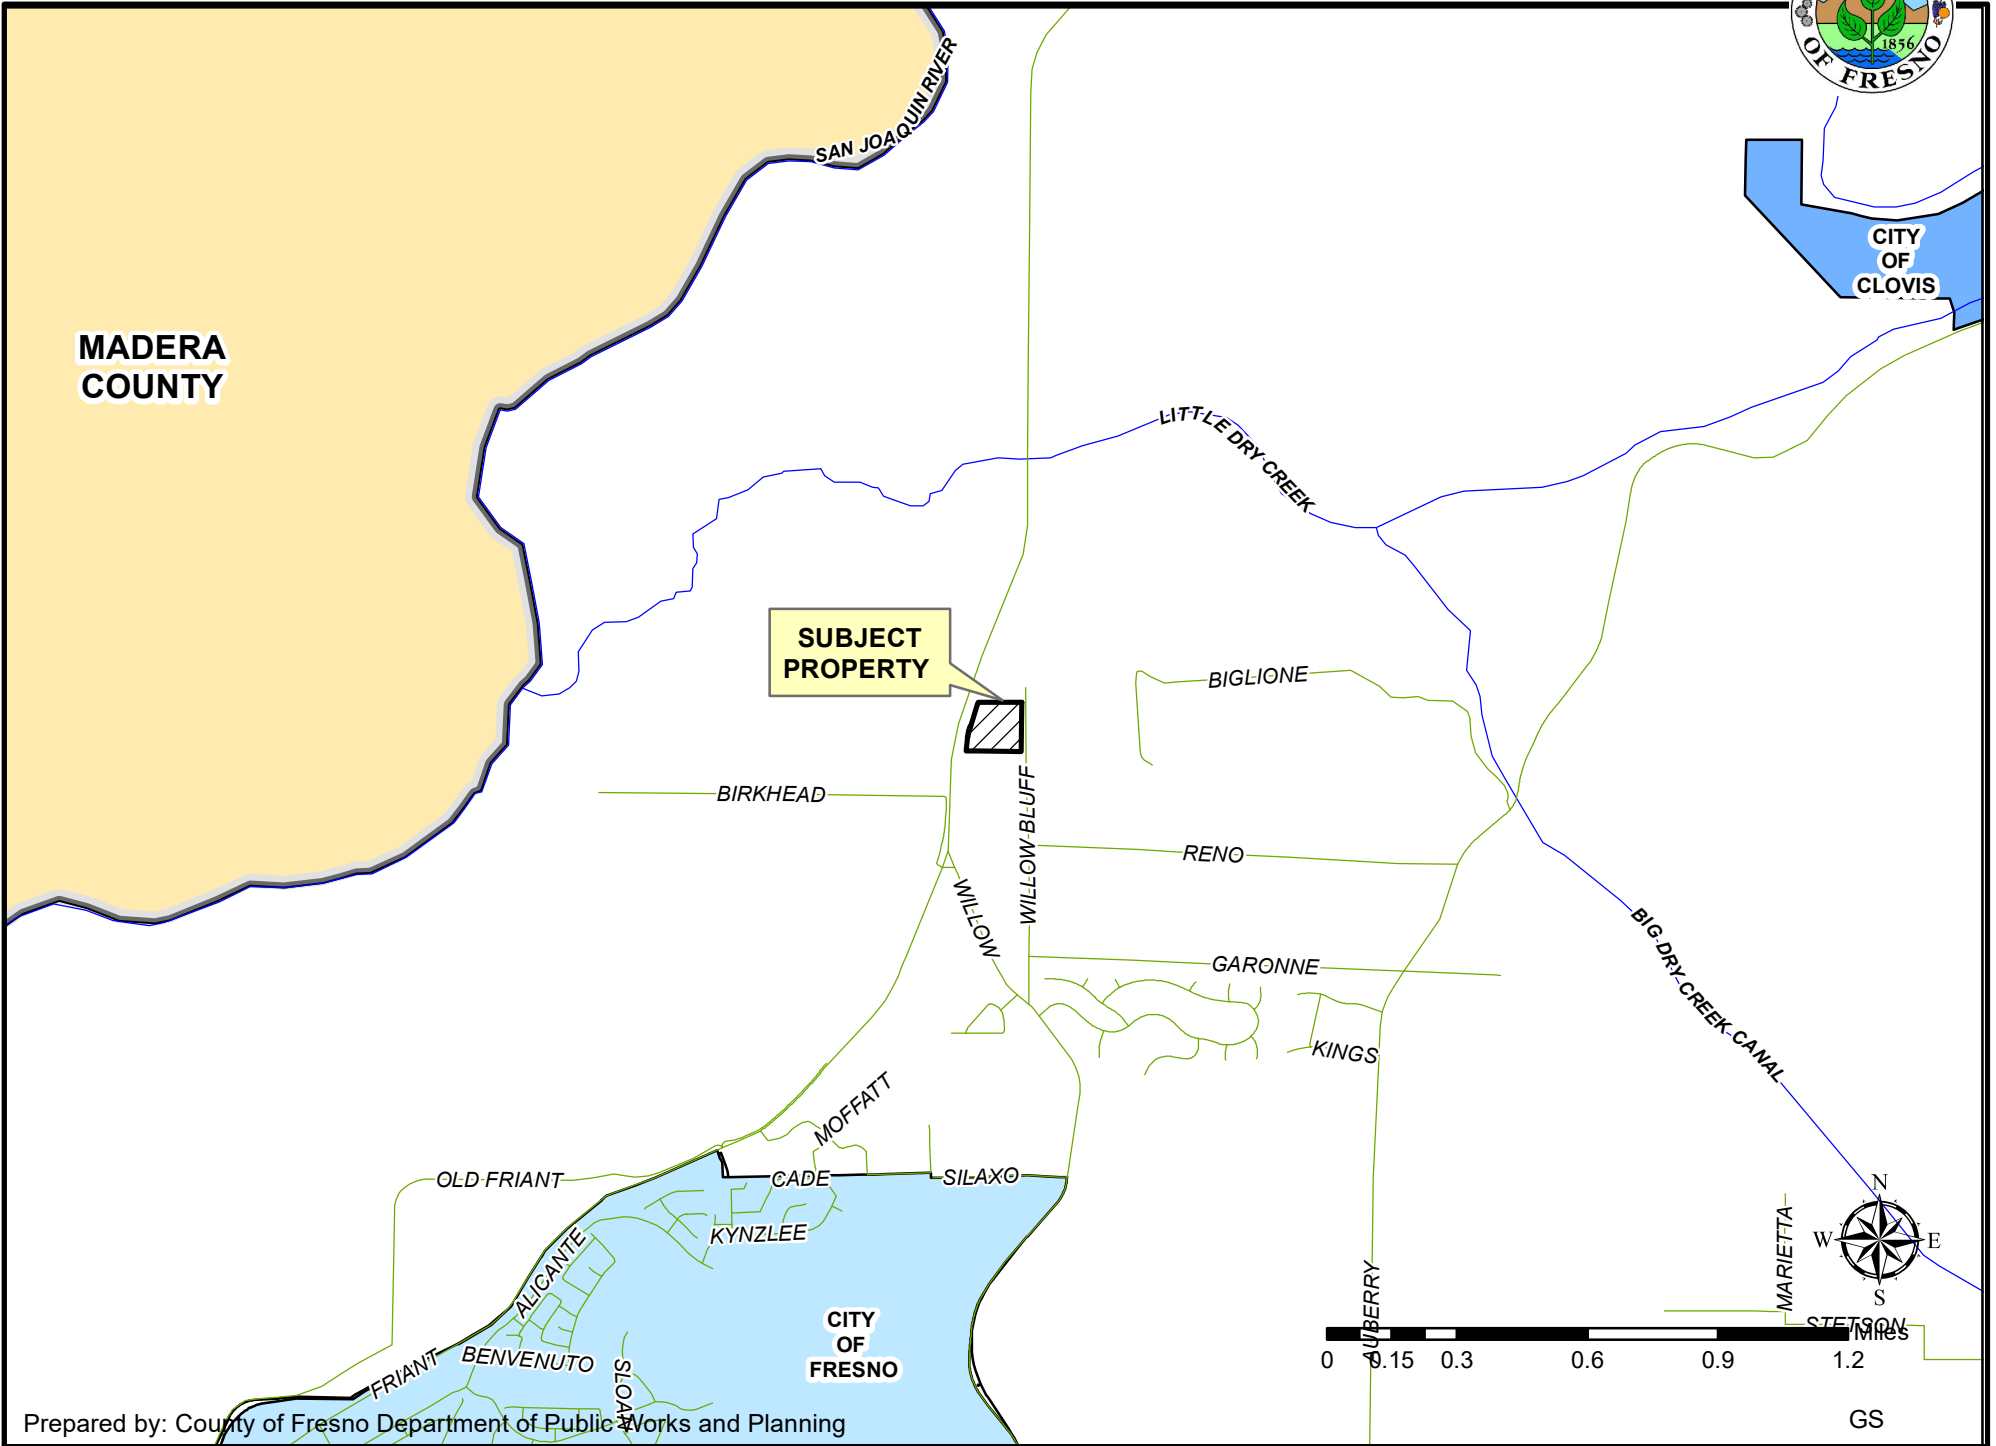 1856
OF FRESNO
SAN JOAQUIN RIVER
CITY
OF
CLOVIS
MADERA
COUNTY
LITTLE DRY CREEK
SUBJECT
PROPERTY
BIGLIONE
BIRKHEAD
WILLOW BLUFF
RENO
WILLOW
BIG DRY CREEK CANAL
GARONNE
KINGS
MOFFATT
OLD FRIANT
CADE
SILAXO
KYNZLEE
ALICANTE
N
W
E
S
MARIETTA
AUBERRY
STETSON
CITY
OF
FRESNO
BENVENUTO
FRIANT
SLOAN
Miles
0 0.15 0.3 0.6 0.9 1.2
Prepared by: County of Fresno Department of Public Works and Planning
GS